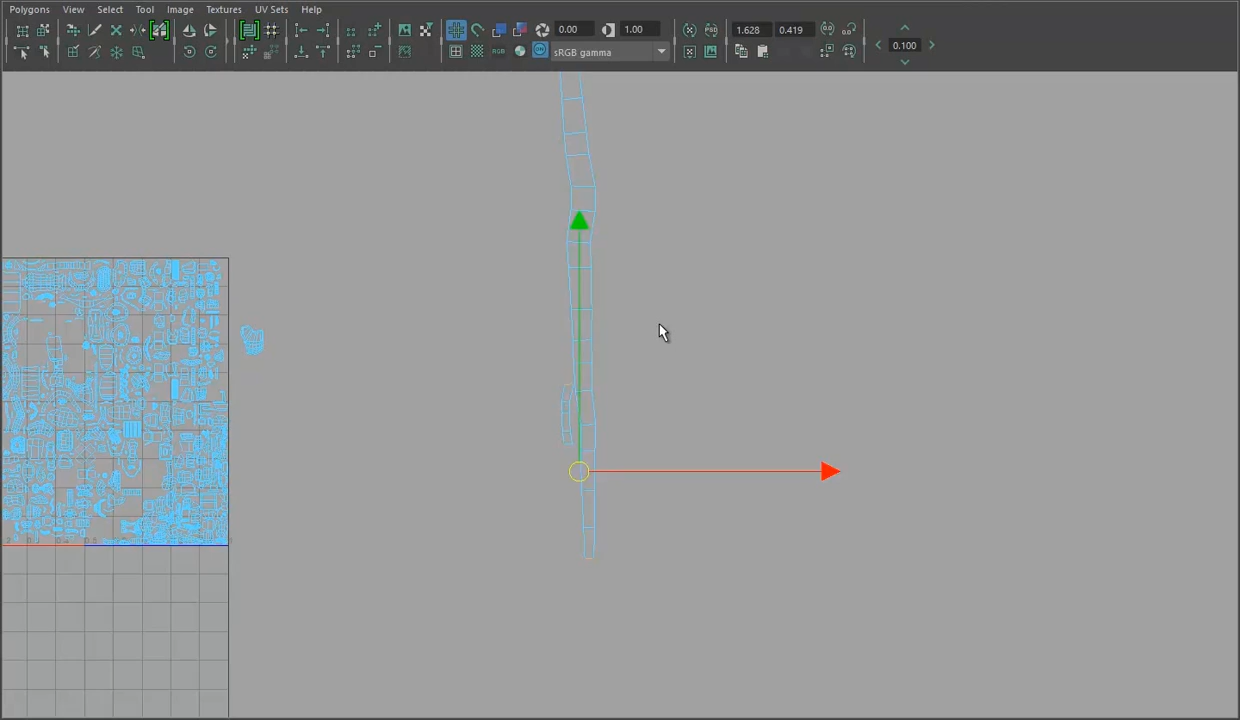 Polygons View Select Tool Image Textures UV Sets Help
0.00 1.00 1.628 0.419
RGB sRGB gamma 0.100